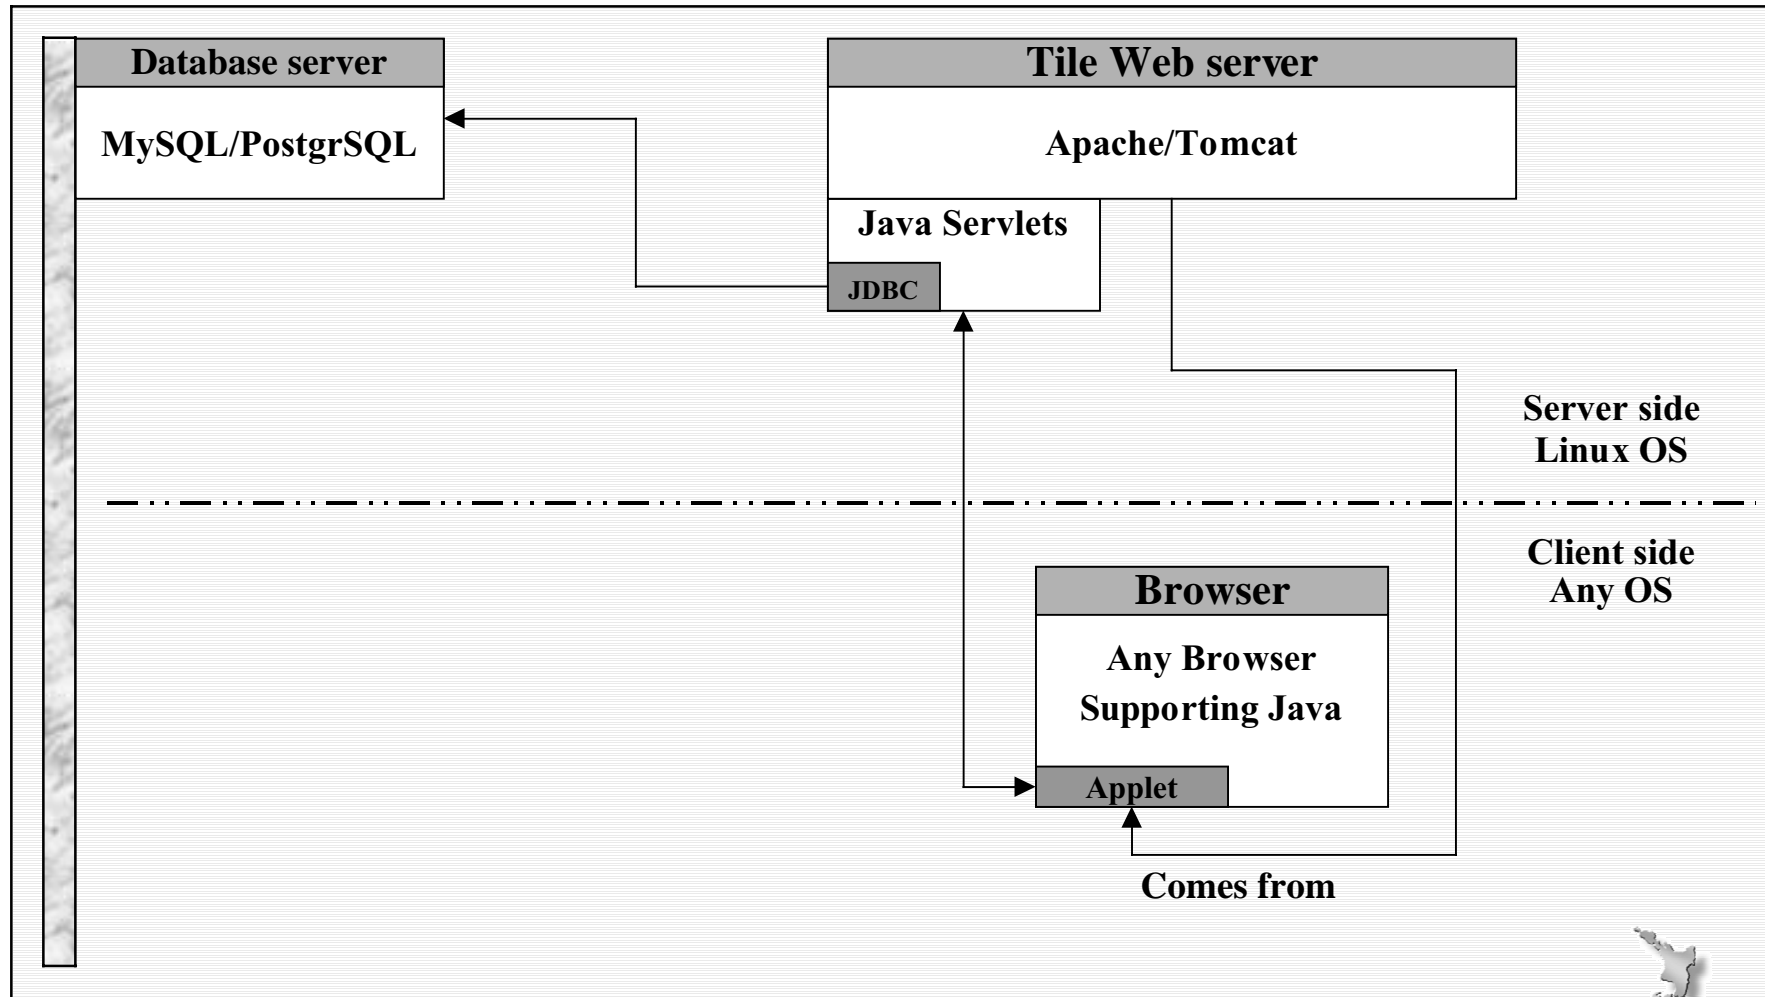 Database server
MySQL/PostgrSQL
Tile Web server
Apache/Tomcat
Java Servlets
JDBC
Server side
Linux OS
Client side
Any OS
Browser
Any Browser
Supporting Java
Applet
Comes from